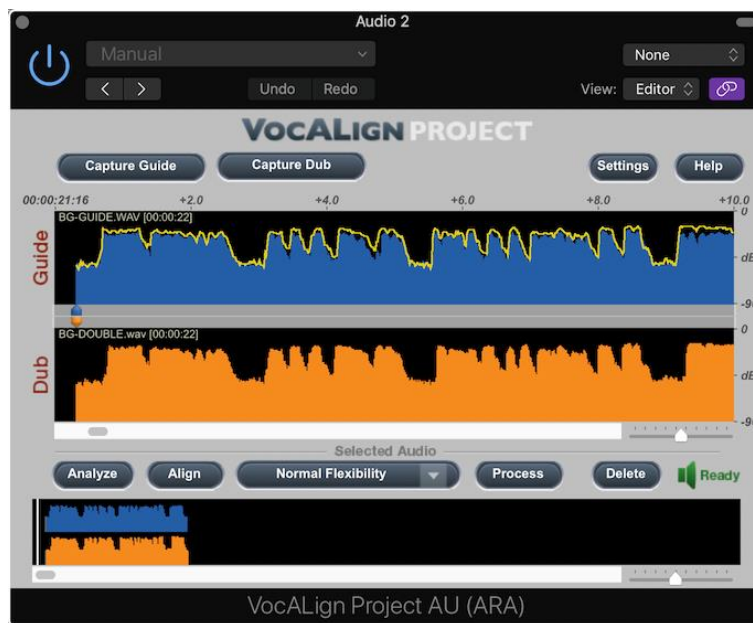 Audio 2
Manual
None
Undo Redo
View: Editor
VOCALIGN PROJECT
Capture Guide Capture Dub Settings Help
00:00:21:16 +2.0 +4.0 +6.0 +8.0 +10.0
BG-GUIDE.WAV [00:00:22]
Guide
0
dB
-90
BG-DOUBLE.wav [00:00:22]
Dub
0
dB
Selected Audio
Analyze Align Normal Flexibility Process Delete Ready
VocALign Project AU (ARA)